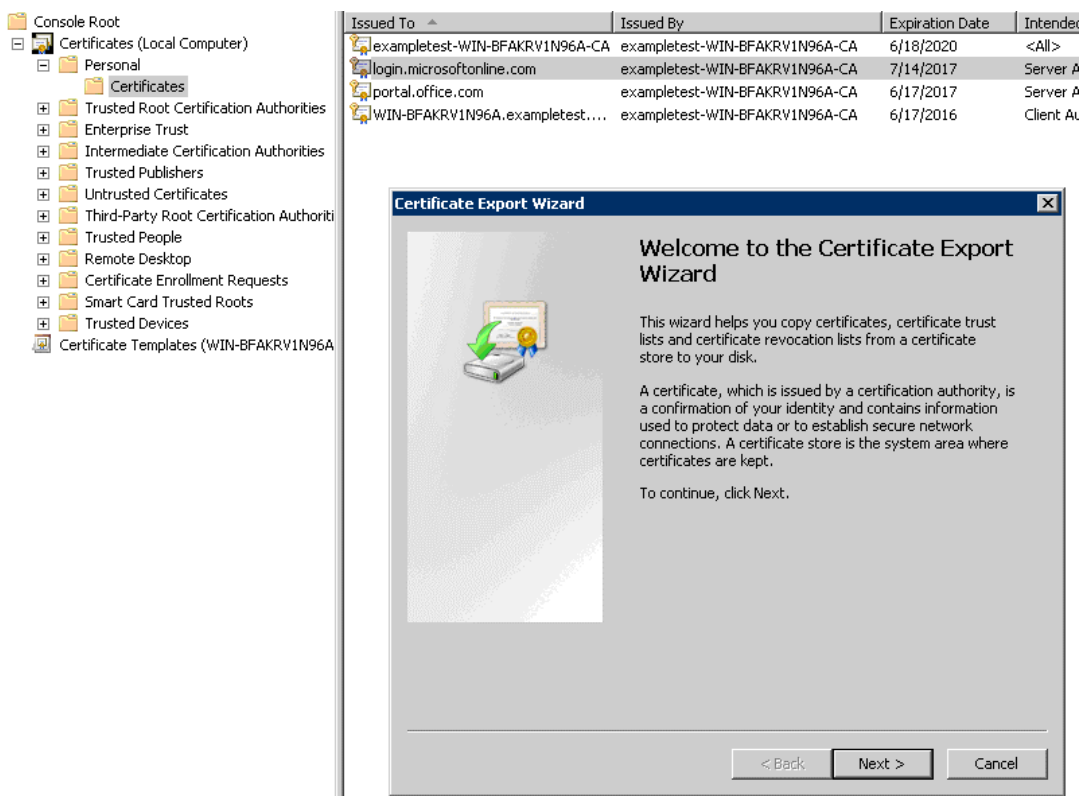 Console Root
Certificates (Local Computer)
Personal
Certificates
Trusted Root Certification Authorities
Enterprise Trust
Intermediate Certification Authorities
Trusted Publishers
Untrusted Certificates
Third-Party Root Certification Authoriti
Trusted People
Remote Desktop
Certificate Enrollment Requests
Smart Card Trusted Roots
Trusted Devices
Certificate Templates (WIN-BFAKRV1N96A
Issued To Issued By Expiration Date Intended
exampletest-WIN-BFAKRV1N96A-CA exampletest-WIN-BFAKRV1N96A-CA 6/18/2020 <All>
login.microsoftonline.com exampletest-WIN-BFAKRV1N96A-CA 7/14/2017 Server A
portal.office.com exampletest-WIN-BFAKRV1N96A-CA 6/17/2017 Server A
WIN-BFAKRV1N96A.exampletest.... exampletest-WIN-BFAKRV1N96A-CA 6/17/2016 Client Au
Certificate Export Wizard
Welcome to the Certificate Export
Wizard
This wizard helps you copy certificates, certificate trust
lists and certificate revocation lists from a certificate
store to your disk.
A certificate, which is issued by a certification authority, is
a confirmation of your identity and contains information
used to protect data or to establish secure network
connections. A certificate store is the system area where
certificates are kept.
To continue, click Next.
< Back Next > Cancel